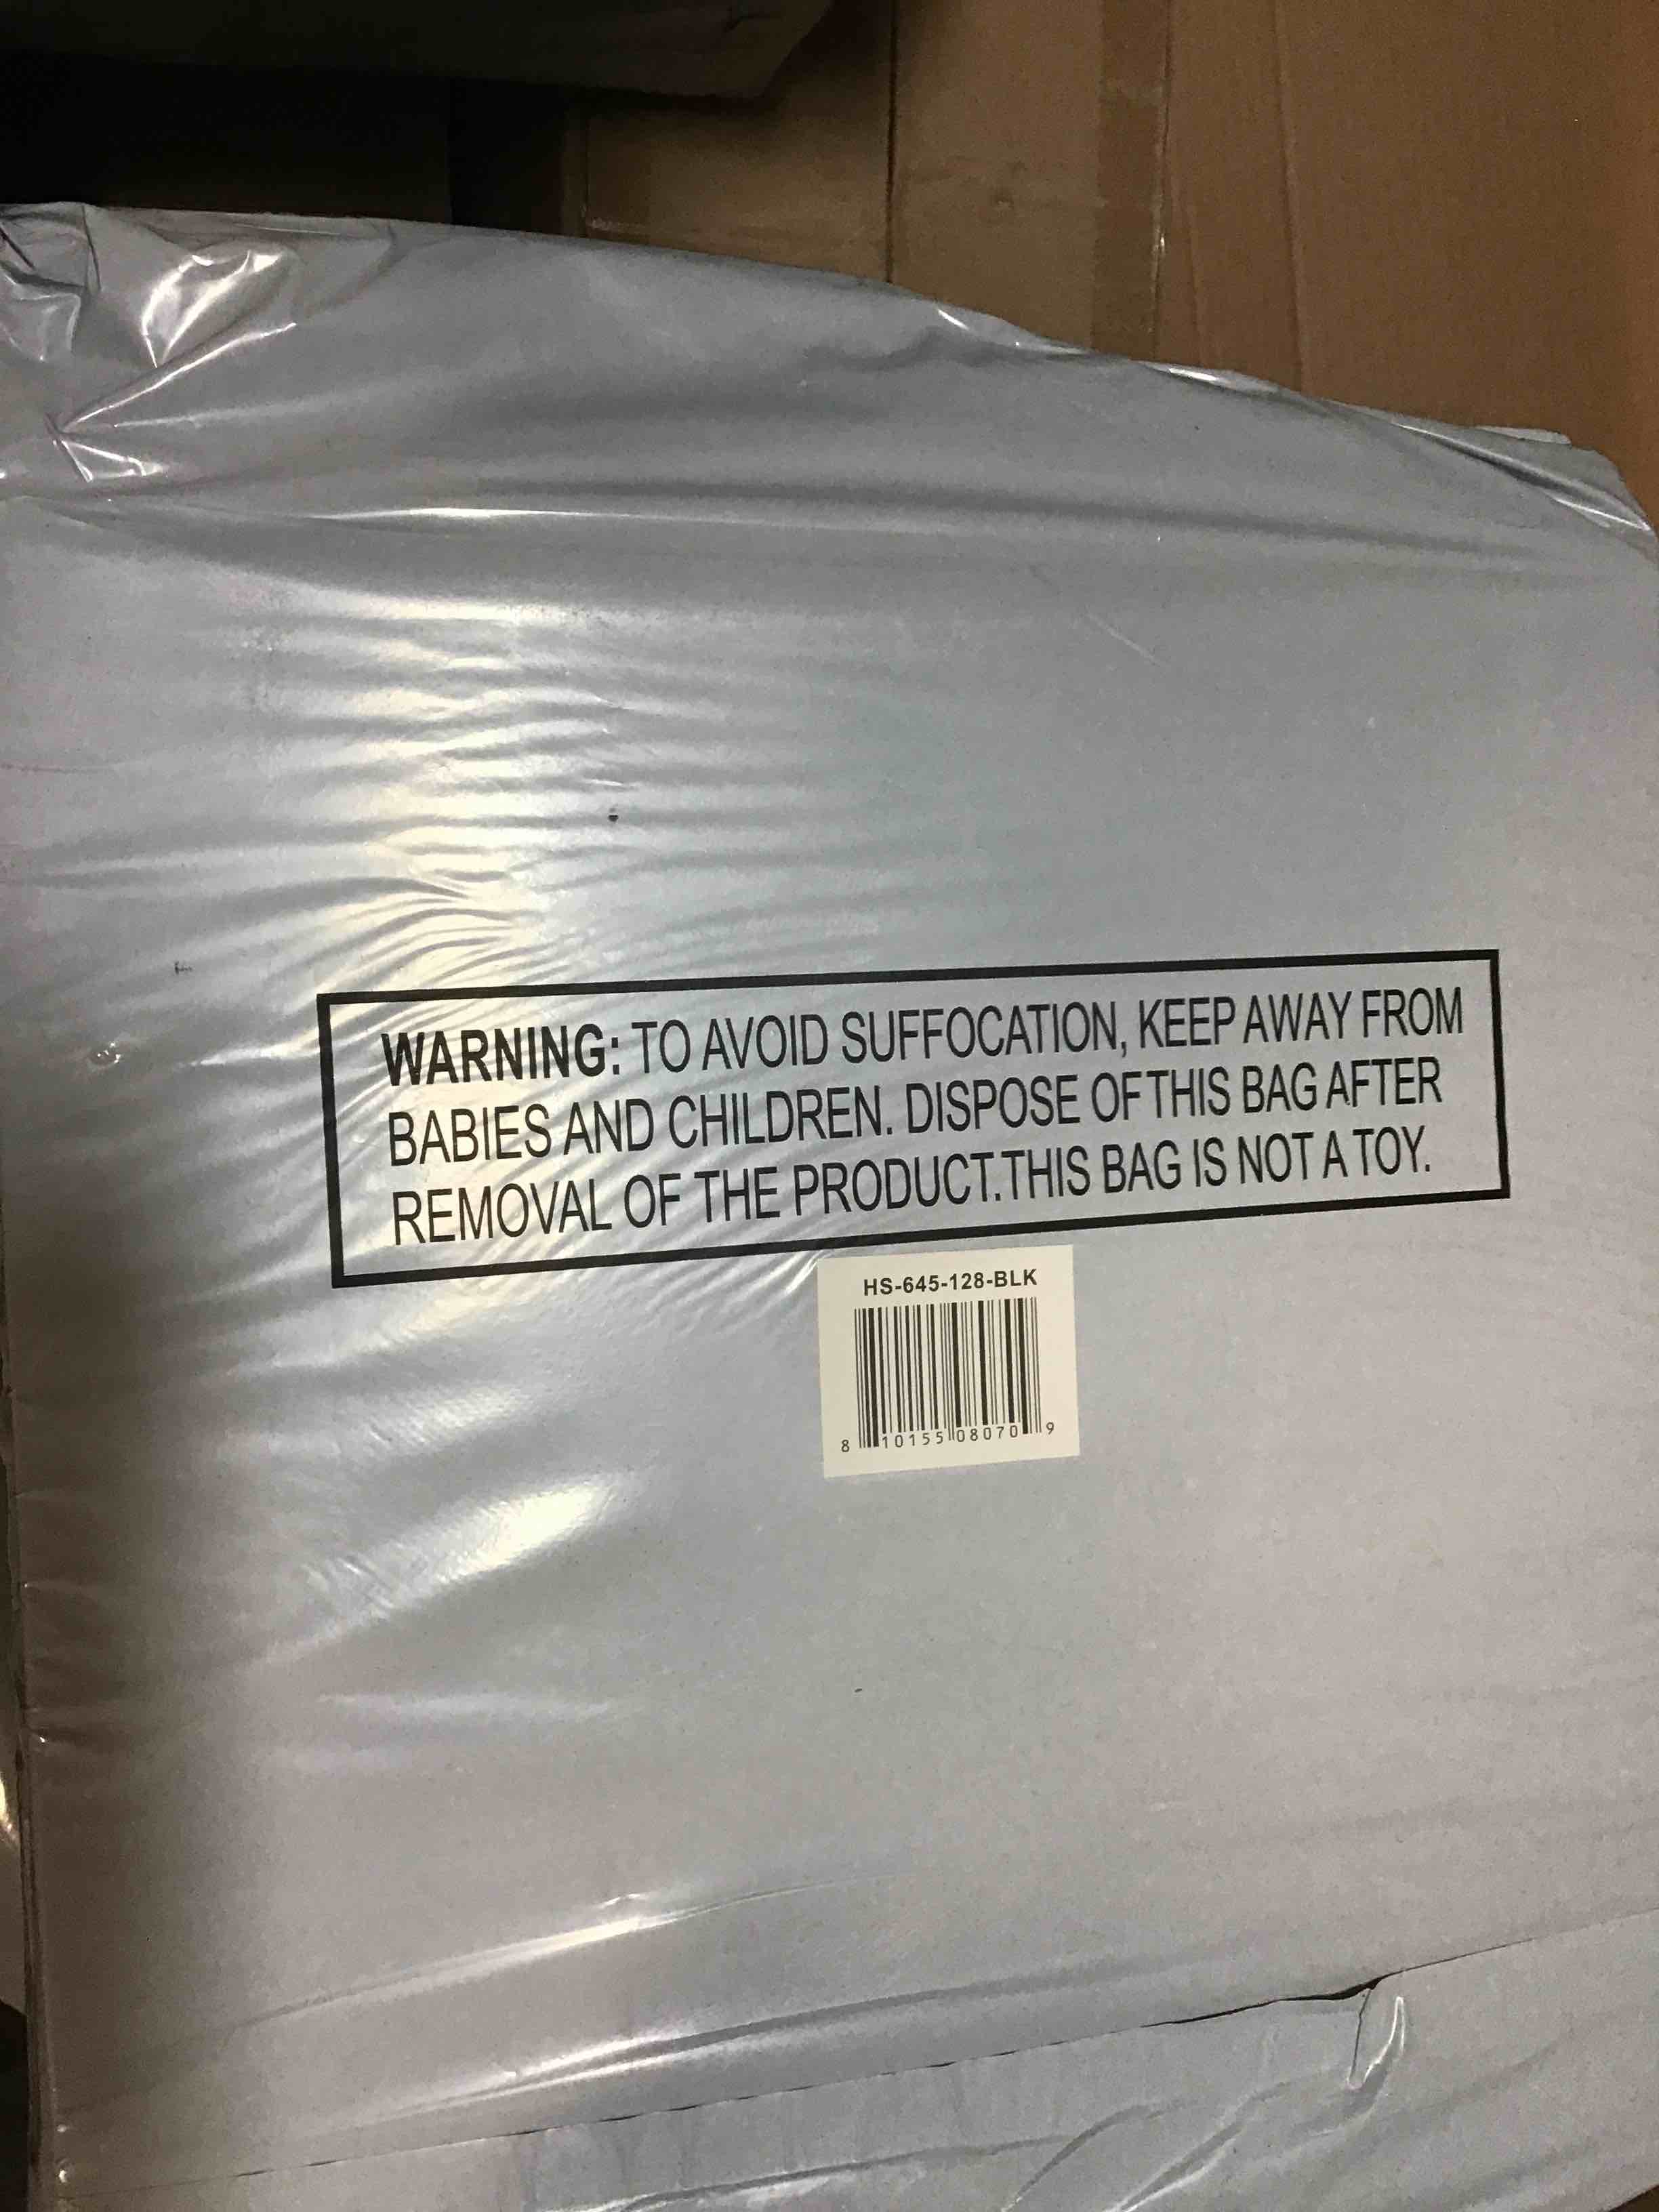 WARNING: TO AVOID SUFFOCATION, KEEP AWAY FROM
BABIES AND CHILDREN. DISPOSE OF THIS BAG AFTER
REMOVAL OF THE PRODUCT.THIS BAG IS NOT A TOY.
HS-645-128-BLK
8 10155 08070 9